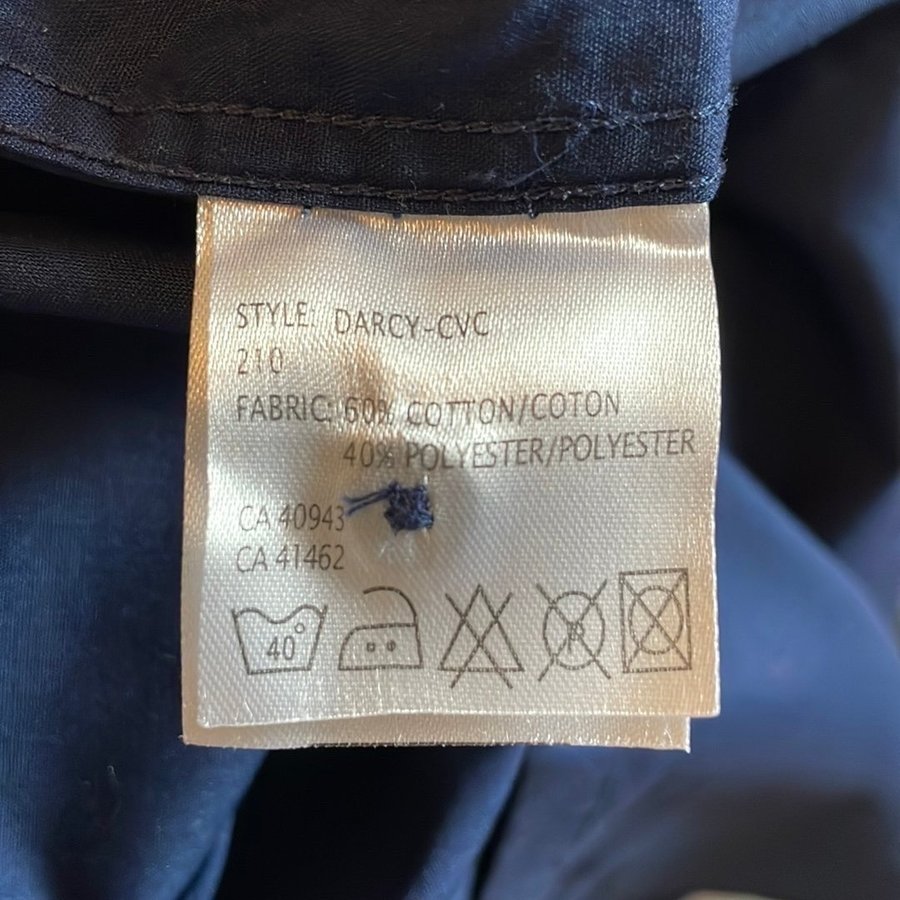 STYLE: DARCY-CVC
210
FABRIC: 60% COTTON/COTON
40% POLYESTER/POLYESTER
CA 40943
CA 41462
40°